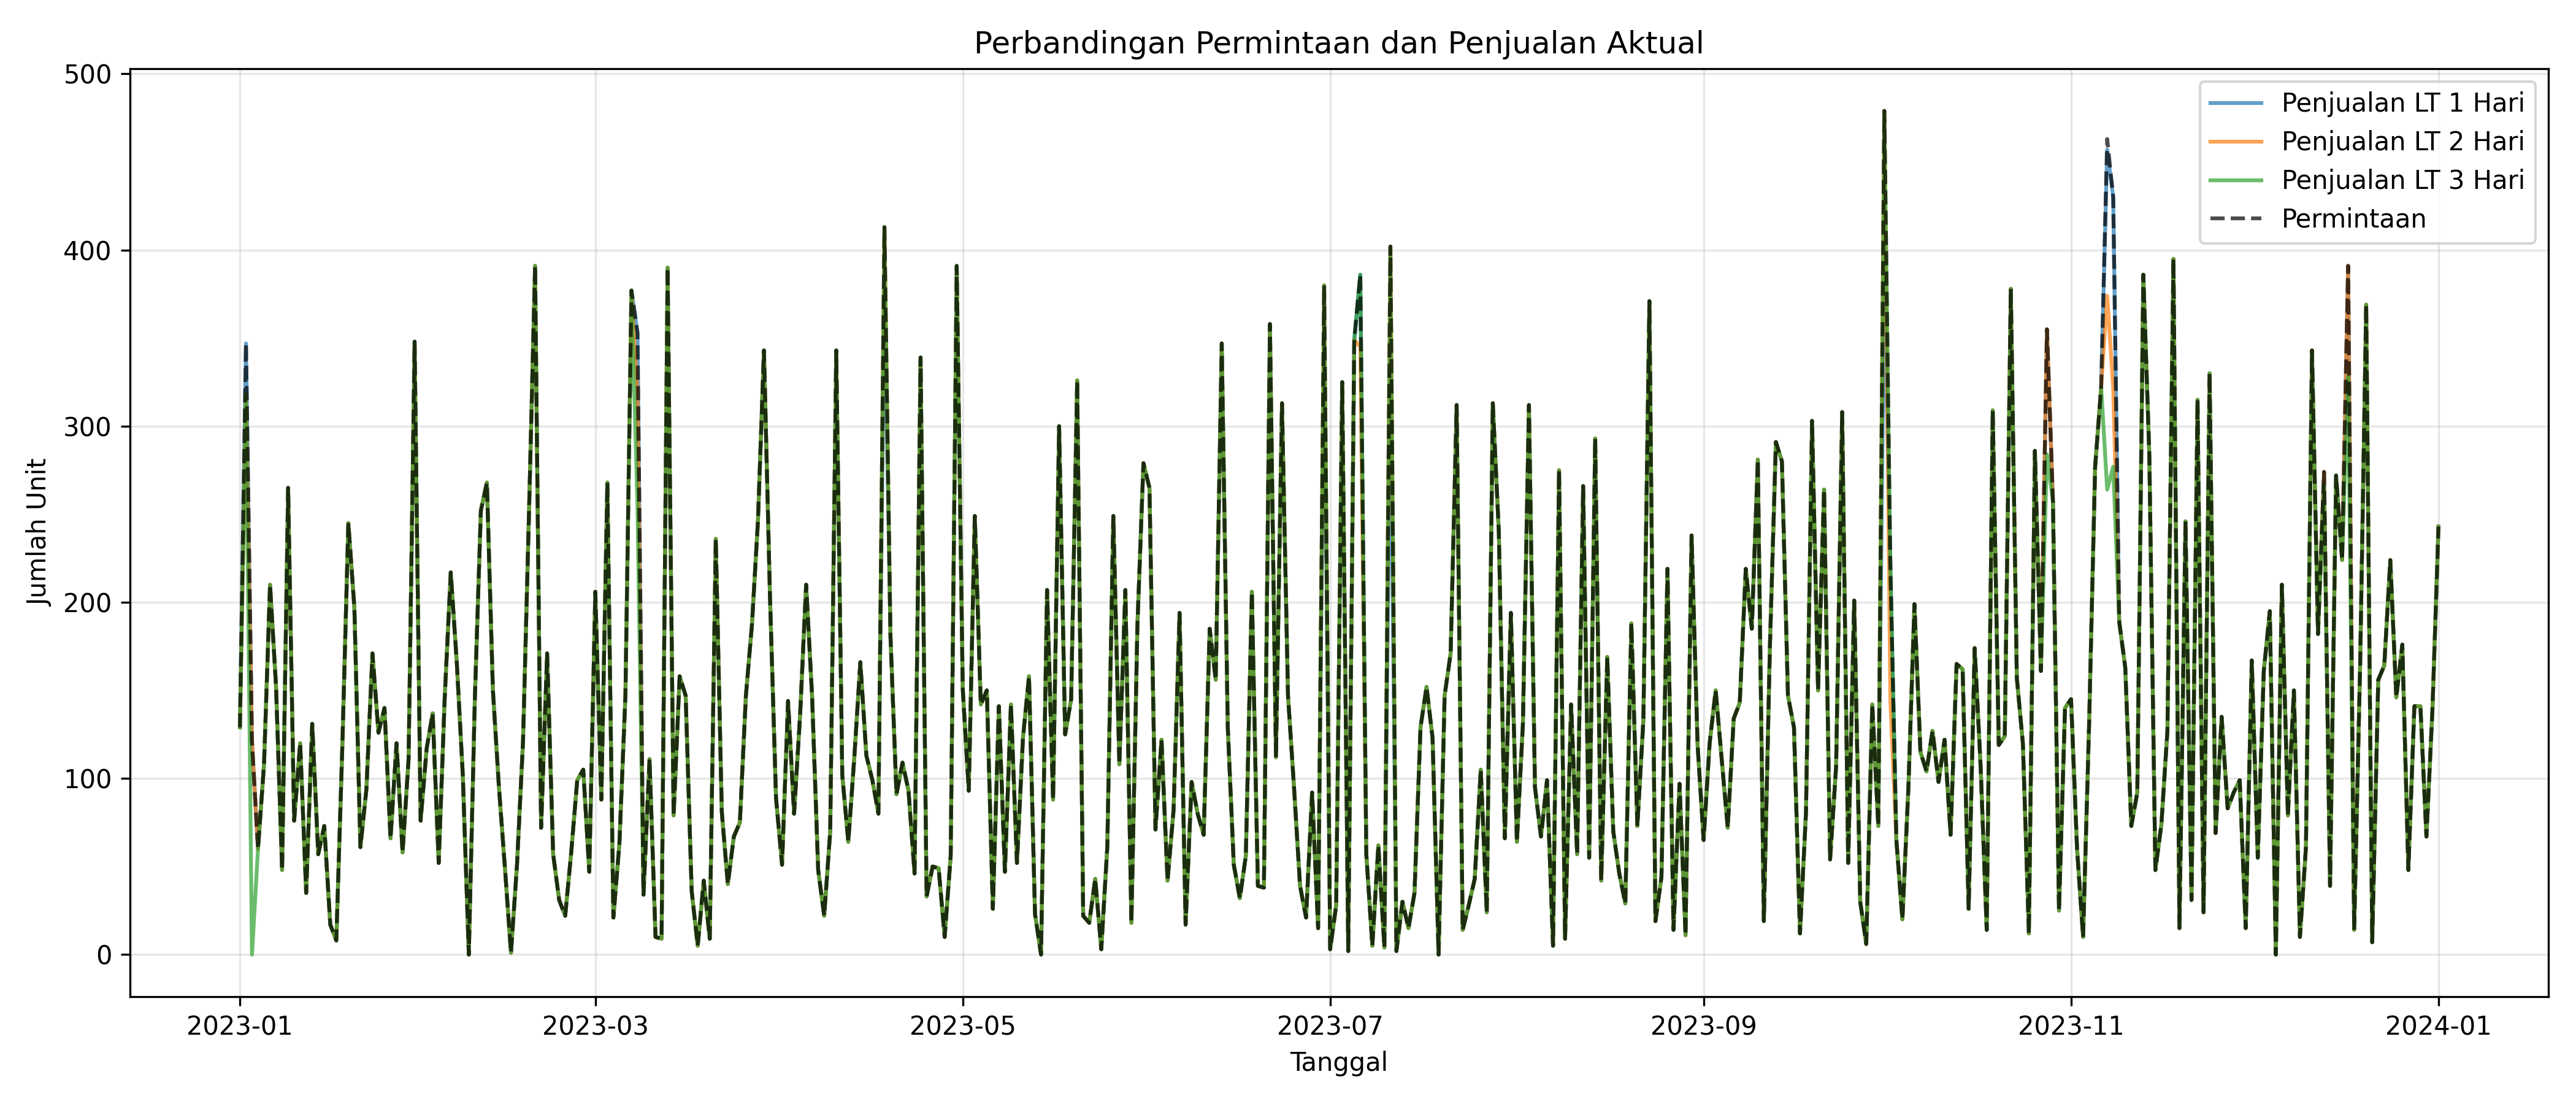 Perbandingan Permintaan dan Penjualan Aktual
500
400
300
200
100
0
Jumlah Unit
Penjualan LT 1 Hari
Penjualan LT 2 Hari
Penjualan LT 3 Hari
Permintaan
2023-01
2023-03
2023-05
2023-07
2023-09
2023-11
2024-01
Tanggal